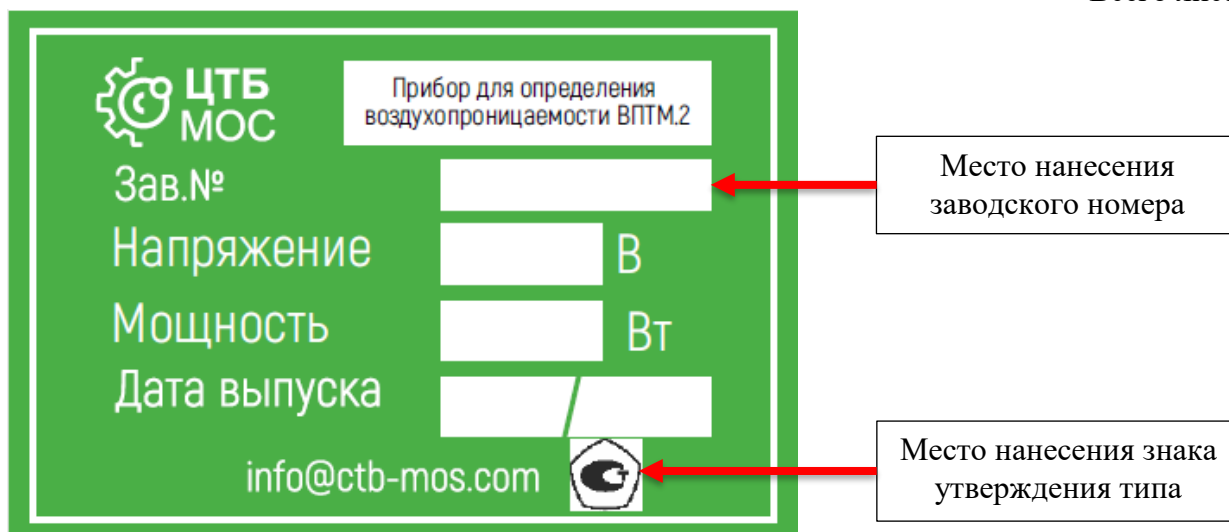 ЦТБ
МОС
Прибор для определения
воздухопроницаемости ВПТМ.2
Зав.№
Место нанесения
заводского номера
Напряжение В
Мощность Вт
Дата выпуска /
info@ctb-mos.com
Место нанесения знака
утверждения типа